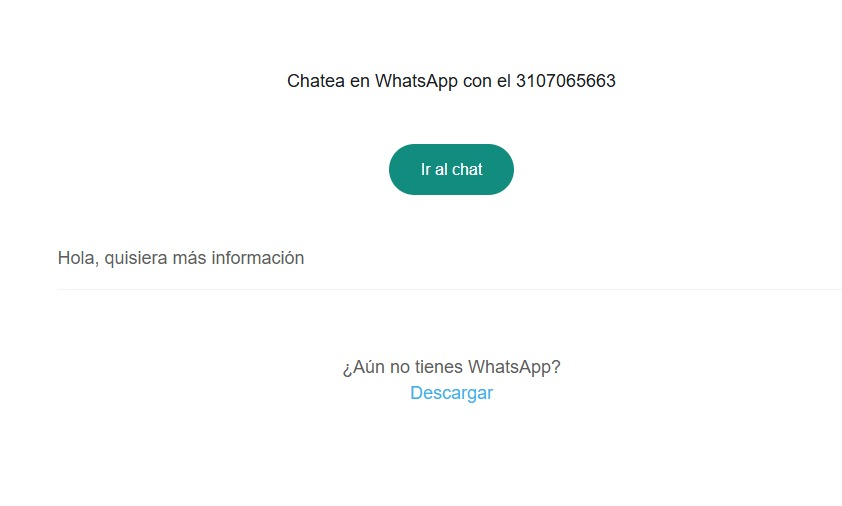 Chatea en WhatsApp con el 3107065663
Ir al chat
Hola, quisiera más información
¿Aún no tienes WhatsApp?
Descargar